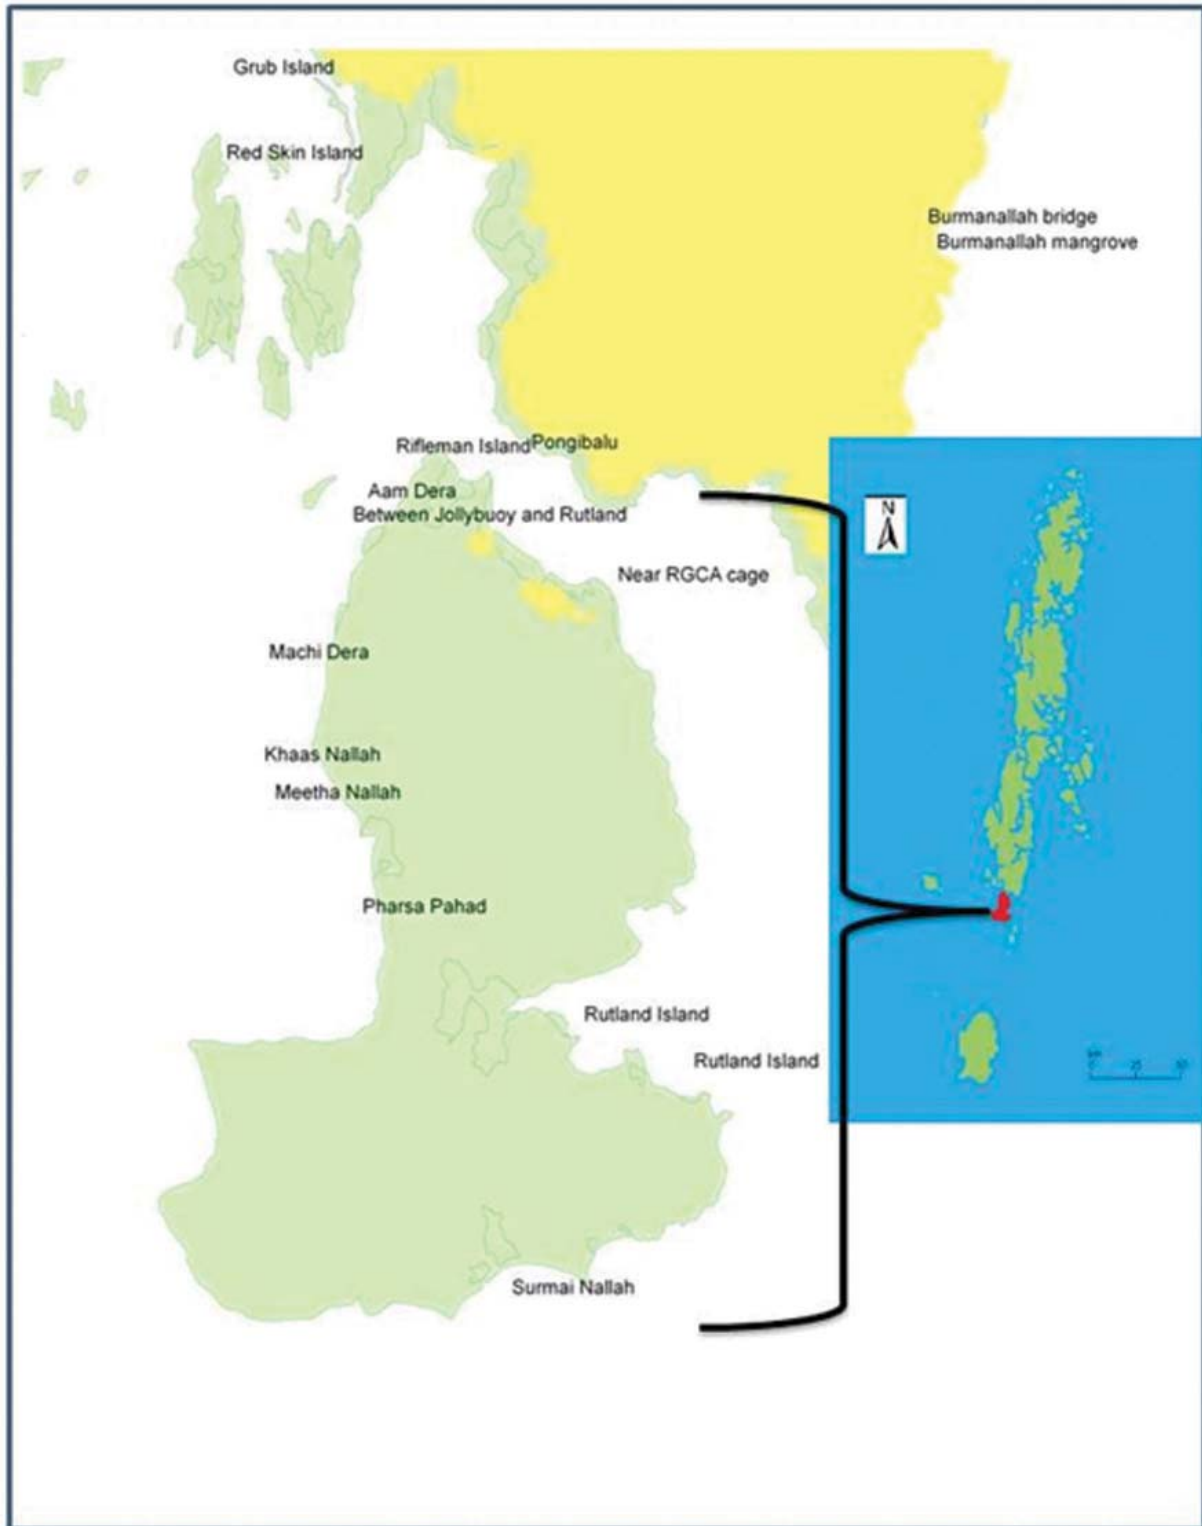 Grub Island
Red Skin Island
Burmanallah bridge
Burmanallah mangrove
Rifleman Island
Pongibalu
Aam Dera
Between Jollybuoy and Rutland
N
Near RGCA cage
Machi Dera
Khaas Nallah
Meetha Nallah
Pharsa Pahad
Rutland Island
Rutland Island
Surmai Nallah